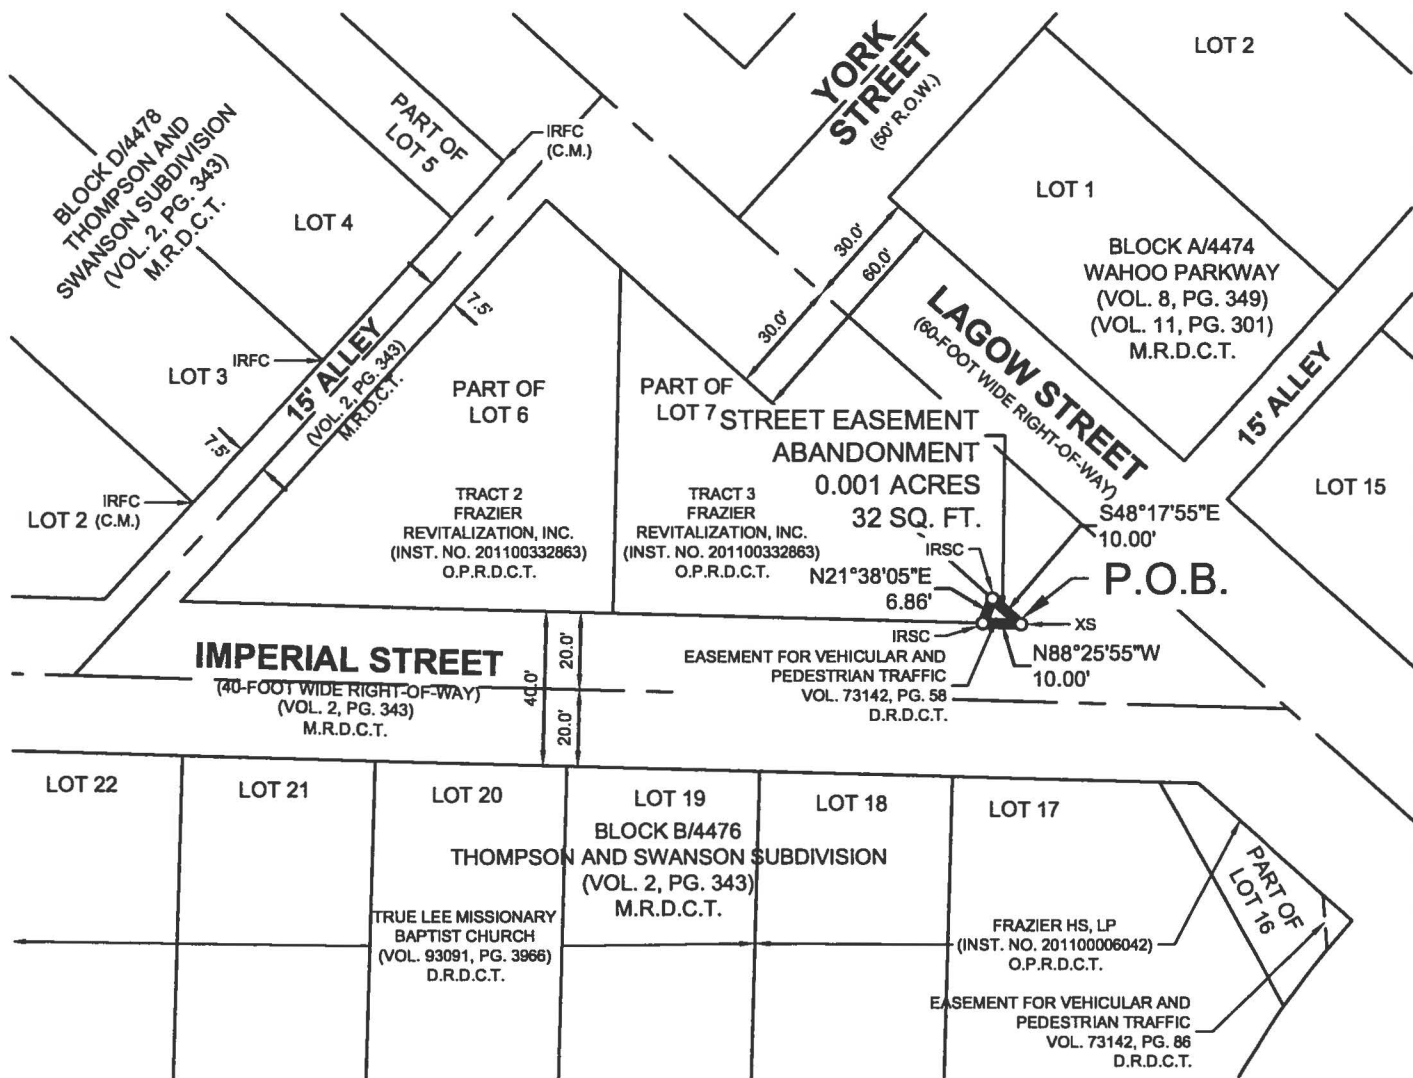 BLOCK D/4478
THOMPSON AND
SWANSON SUBDIVISION
(VOL. 2, PG. 343)
M.R.D.C.T.
PART OF
LOT 5
IRFC
(C.M.)
YORK
STREET
(50' R.O.W.)
LOT 2
LOT 4
LOT 1
BLOCK A/4474
WAHOO PARKWAY
(VOL. 8, PG. 349)
(VOL. 11, PG. 301)
M.R.D.C.T.
30.0'
60.0'
30.0'
7.5'
LOT 3
IRFC
15' ALLEY
(VOL. 2, PG. 343)
M.R.D.C.T.
7.5'
LAGOW STREET
(60-FOOT WIDE RIGHT-OF-WAY)
15' ALLEY
LOT 15
PART OF
LOT 6
PART OF
LOT 7
STREET EASEMENT
ABANDONMENT
0.001 ACRES
32 SQ. FT.
IRFC
LOT 2 (C.M.)
TRACT 2
FRAZIER
REVITALIZATION, INC.
(INST. NO. 201100332863)
O.P.R.D.C.T.
TRACT 3
FRAZIER
REVITALIZATION, INC.
(INST. NO. 201100332863)
O.P.R.D.C.T.
S48°17'55"E
10.00'
IRSC
N21°38'05"E
6.86'
P.O.B.
IRSC
XS
N88°25'55"W
10.00'
EASEMENT FOR VEHICULAR AND
PEDESTRIAN TRAFFIC
VOL. 73142, PG. 58
D.R.D.C.T.
IMPERIAL STREET
(40-FOOT WIDE RIGHT-OF-WAY)
(VOL. 2, PG. 343)
M.R.D.C.T.
40.0'
20.0'
20.0'
LOT 22
LOT 21
LOT 20
LOT 19
LOT 18
LOT 17
BLOCK B/4476
THOMPSON AND SWANSON SUBDIVISION
(VOL. 2, PG. 343)
M.R.D.C.T.
PART OF
LOT 16
TRUE LEE MISSIONARY
BAPTIST CHURCH
(VOL. 93091, PG. 3966)
D.R.D.C.T.
FRAZIER HS, LP
(INST. NO. 201100006042)
O.P.R.D.C.T.
EASEMENT FOR VEHICULAR AND
PEDESTRIAN TRAFFIC
VOL. 73142, PG. 86
D.R.D.C.T.